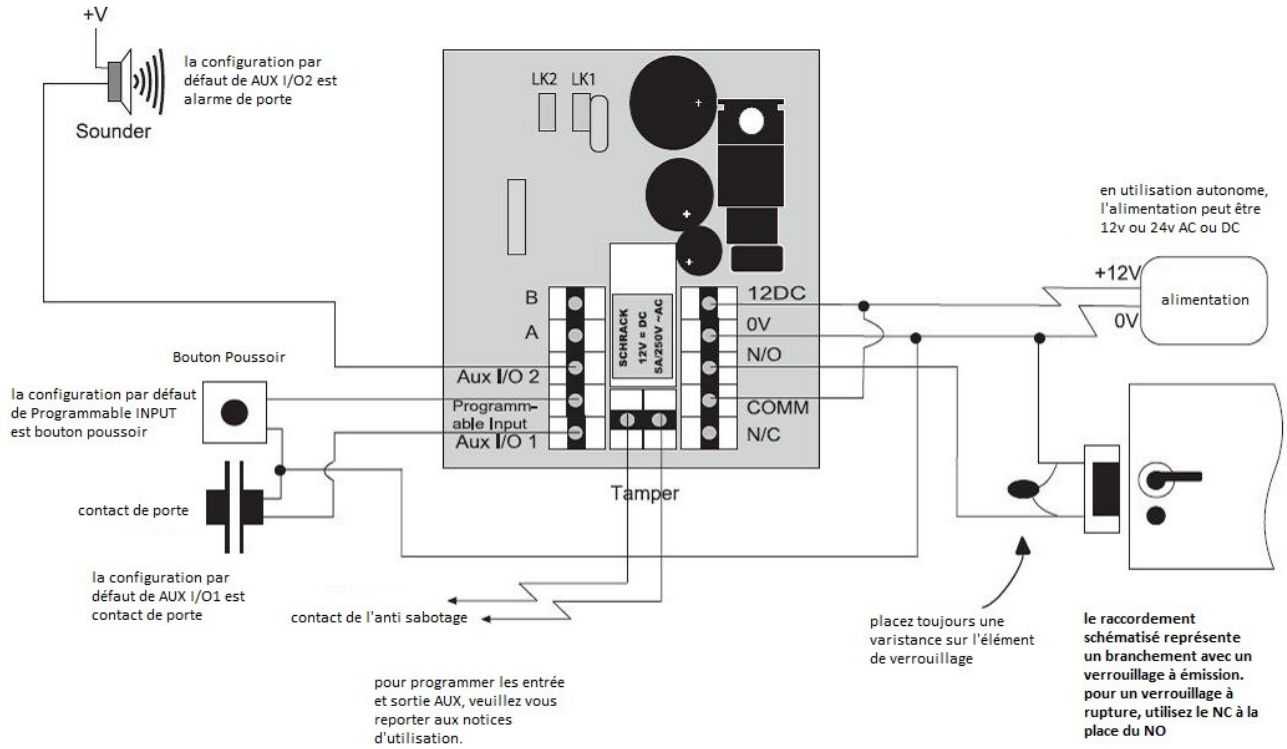 +V
la configuration par
défaut de AUX I/O2 est
alarme de porte
Sounder
LK2 LK1
en utilisation autonome,
l'alimentation peut être
12v ou 24v AC ou DC
+12V
0V
alimentation
B
A
Aux I/O 2
Programm-
able Input
Aux I/O 1
SCHRACK
12V = DC
5A/250V ~AC
12DC
0V
N/O
COMM
N/C
Tamper
Bouton Poussoir
la configuration par défaut
de Programmable INPUT
est bouton poussoir
contact de porte
la configuration par
défaut de AUX I/O1 est
contact de porte
contact de l'anti sabotage
pour programmer les entrée
et sortie AUX, veuillez vous
reporter aux notices
d'utilisation.
placez toujours une
varistance sur l'élément
de verrouillage
le raccordement
schématisé représente
un branchement avec un
verrouillage à émission.
pour un verrouillage à
rupture, utilisez le NC à la
place du NO